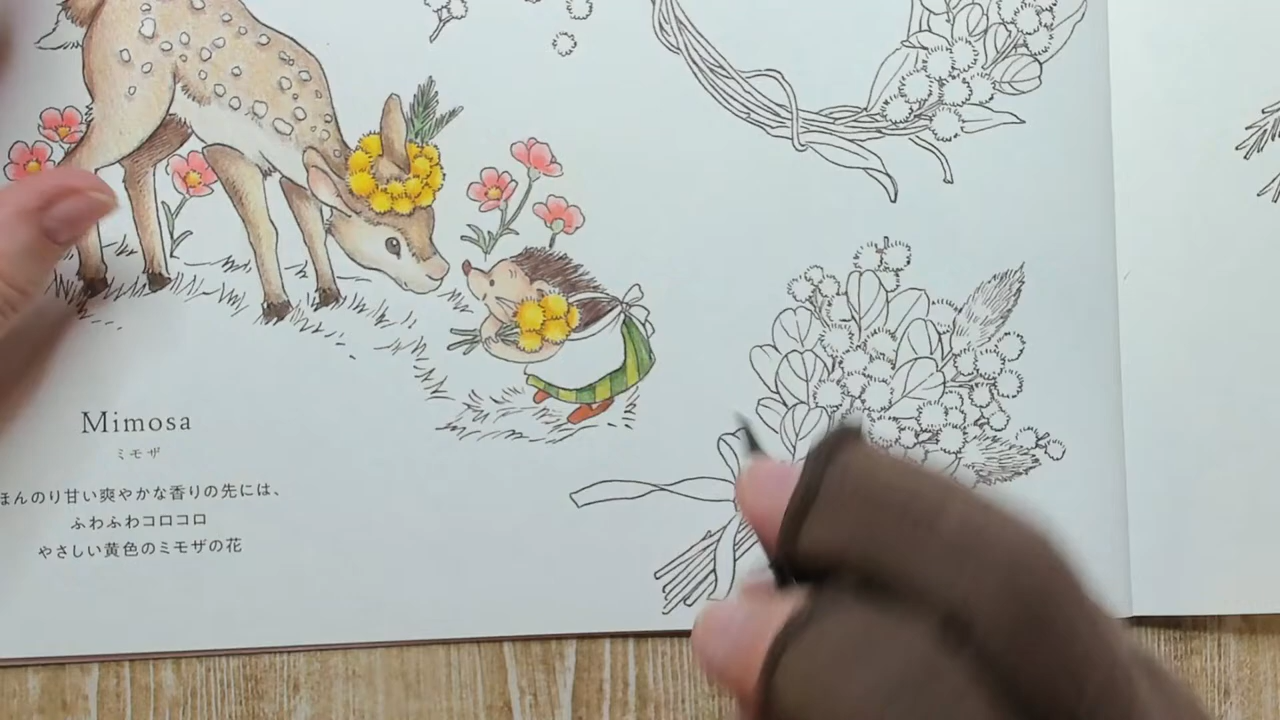 Mimosa
ミモザ
ほんのり甘い爽やかな香りの先には、
ふわふわコロコロ
やさしい黄色のミモザの花